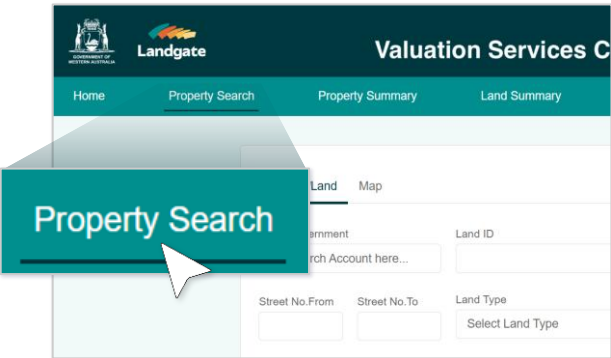 GOVERNMENT OF
WESTERN AUSTRALIA
Landgate
Valuation Services C
Home Property Search Property Summary Land Summary
Land Map
Property Search
ernment Land ID
rch Account here...
Street No.From Street No.To Land Type
Select Land Type